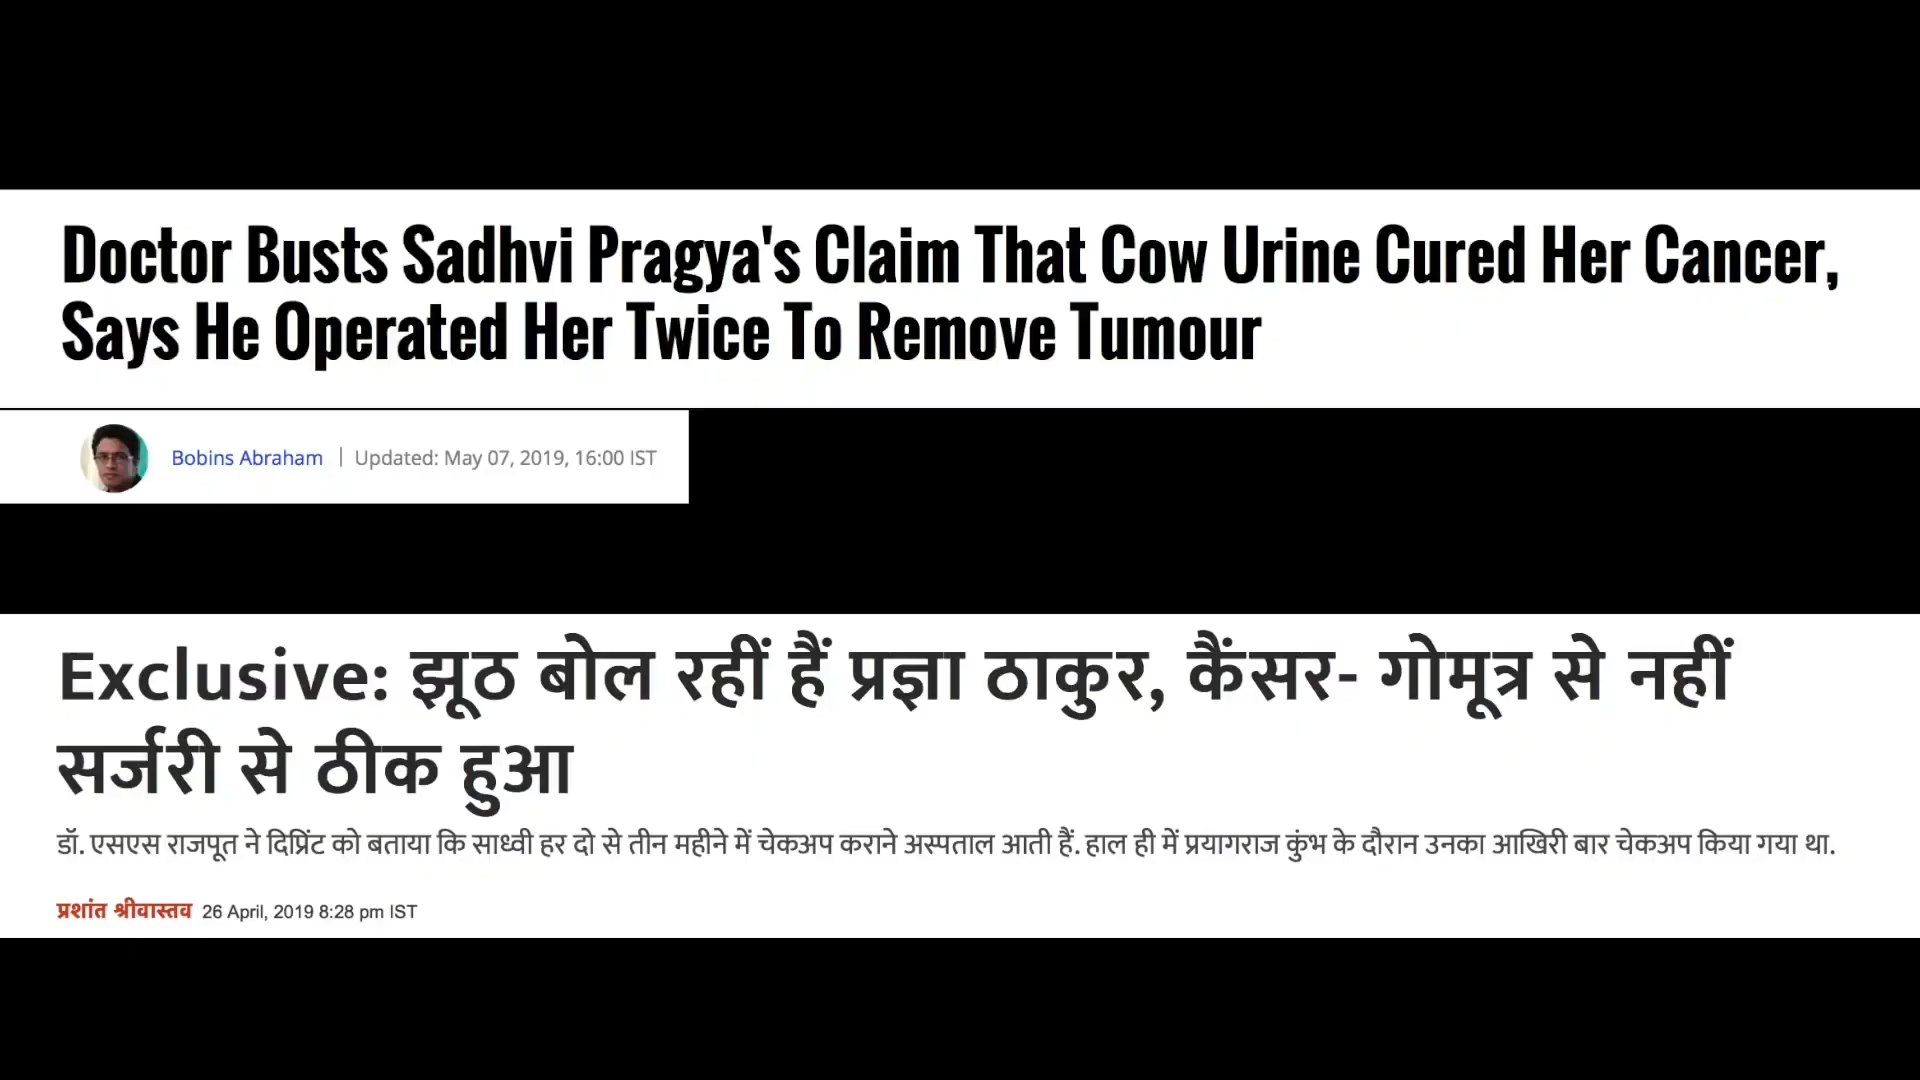 Doctor Busts Sadhvi Pragya's Claim That Cow Urine Cured Her Cancer,
Says He Operated Her Twice To Remove Tumour
Bobins Abraham | Updated: May 07, 2019, 16:00 IST
Exclusive: झूठ बोल रहीं हैं प्रज्ञा ठाकुर, कैंसर- गोमूत्र से नहीं
सर्जरी से ठीक हुआ
डॉ. एसएस राजपूत ने दिप्रिंट को बताया कि साध्वी हर दो से तीन महीने में चेकअप कराने अस्पताल आती हैं. हाल ही में प्रयागराज कुंभ के दौरान उनका आखिरी बार चेकअप किया गया था.
प्रशांत श्रीवास्तव 26 April, 2019 8:28 pm IST